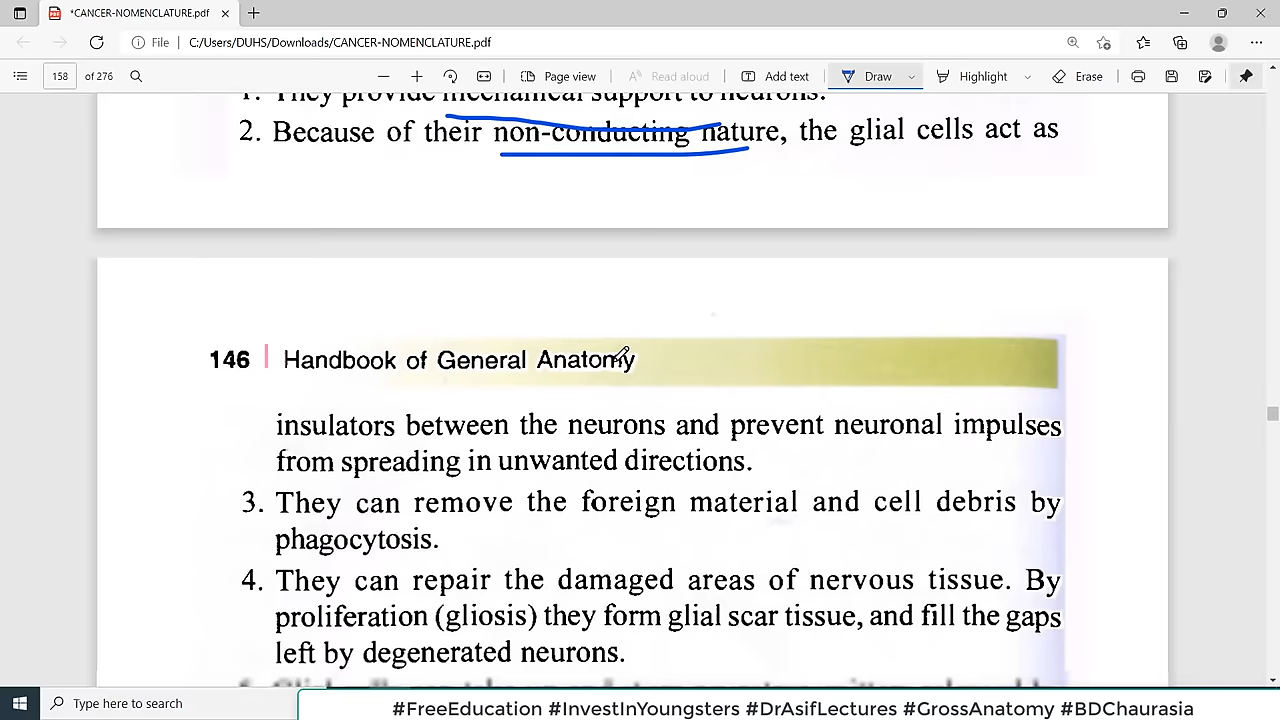 *CANCER-NOMENCLATURE.pdf
File
C:/Users/DUHS/Downloads/CANCER-NOMENCLATURE.pdf
158 of 276
Page view
Read aloud
Add text
Draw
Highlight
Erase
1. They provide mechanical support to neurons.
2. Because of their non-conducting nature, the glial cells act as
146 Handbook of General Anatomy
insulators between the neurons and prevent neuronal impulses
from spreading in unwanted directions.
3. They can remove the foreign material and cell debris by
phagocytosis.
4. They can repair the damaged areas of nervous tissue. By
proliferation (gliosis) they form glial scar tissue, and fill the gaps
left by degenerated neurons.
Type here to search
#FreeEducation #InvestInYoungsters #DrAsifLectures #GrossAnatomy #BDChaurasia